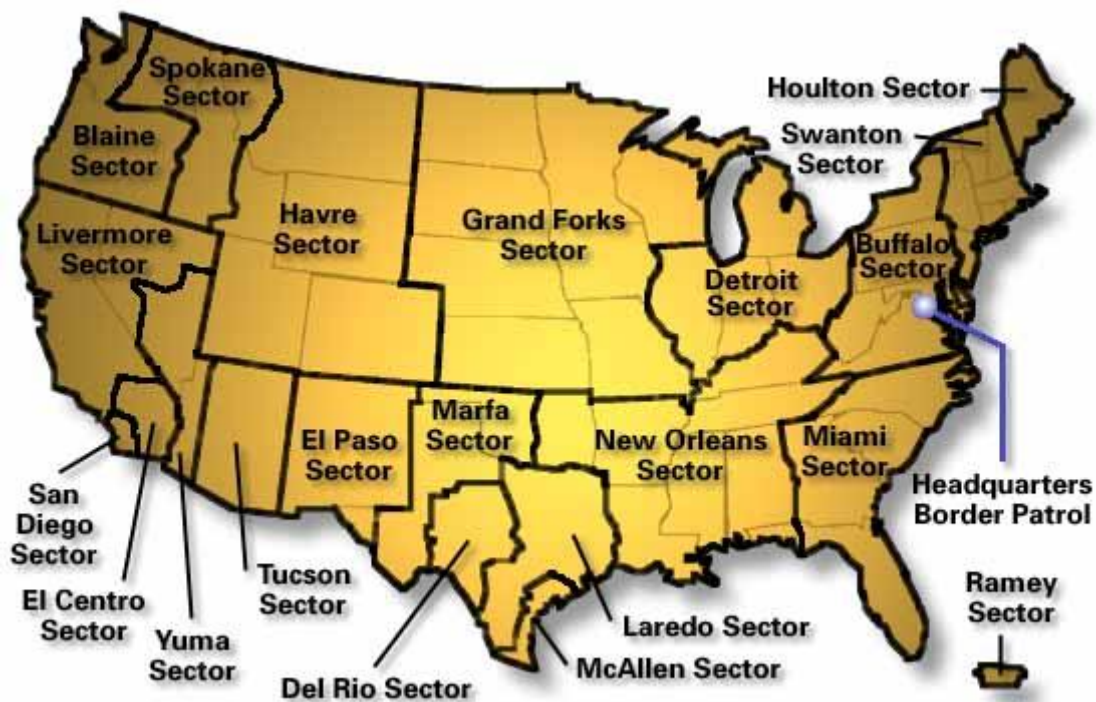 Spokane
Sector
Houlton Sector
Swanton
Sector
Blaine
Sector
Livermore
Sector
Havre
Sector
Grand Forks
Sector
Detroit
Sector
Buffalo
Sector
Marfa
Sector
El Paso
Sector
New Orleans
Sector
Miami
Sector
Headquarters
Border Patrol
San
Diego
Sector
El Centro
Sector
Yuma
Sector
Tucson
Sector
Del Rio Sector
Laredo Sector
McAllen Sector
Ramey
Sector